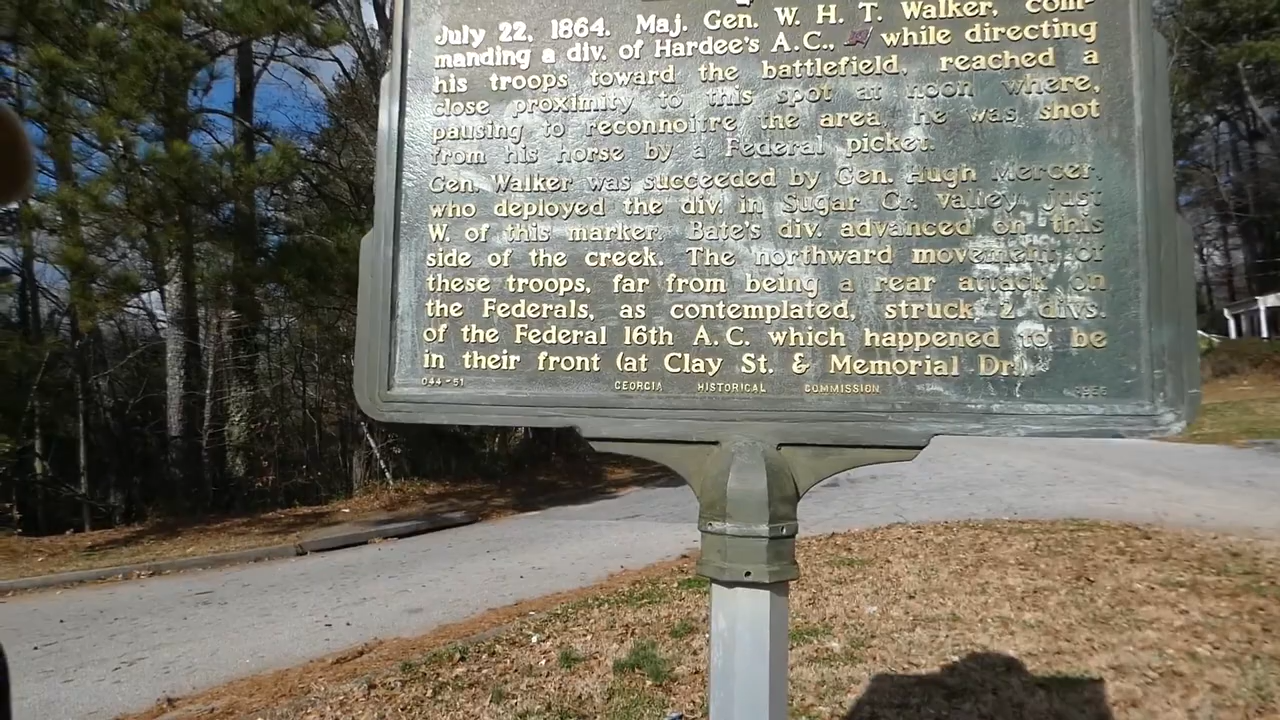 July 22, 1864. Maj. Gen. W. H. T. Walker, com-
manding a div. of Hardee's A.C., while directing
his troops toward the battlefield, reached a
close proximity to this spot at noon where,
pausing to reconnoitre the area, he was shot
from his horse by a Federal picket.
Gen. Walker was succeeded by Gen. Hugh Mercer,
who deployed the div. in Sugar Cr. valley just
W. of this marker. Bate's div. advanced on this
side of the creek. The northward movement of
these troops, far from being a rear attack on
the Federals, as contemplated, struck 2 divs.
of the Federal 16th A.C. which happened to be
in their front (at Clay St. & Memorial Dr.)
044-51 GEORGIA HISTORICAL COMMISSION